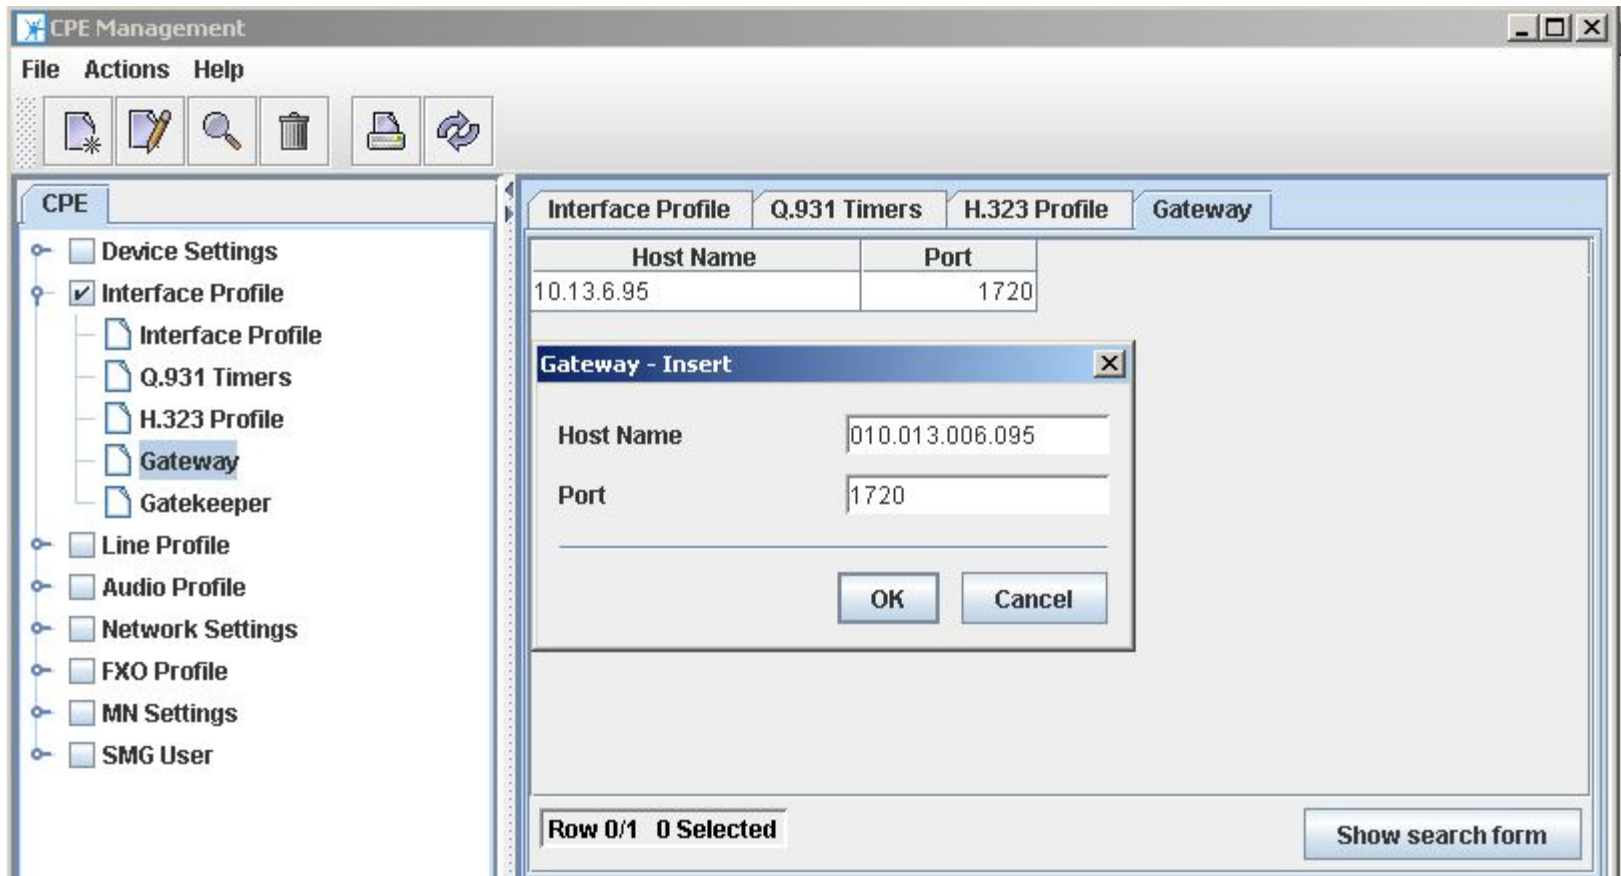 CPE Management
File Actions Help
CPE
Device Settings
Interface Profile
Interface Profile
Q.931 Timers
H.323 Profile
Gateway
Gatekeeper
Line Profile
Audio Profile
Network Settings
FXO Profile
MN Settings
SMG User
Interface Profile Q.931 Timers H.323 Profile Gateway
Host Name Port
10.13.6.95 1720
Gateway - Insert
Host Name 010.013.006.095
Port 1720
OK Cancel
Row 0/1 0 Selected
Show search form